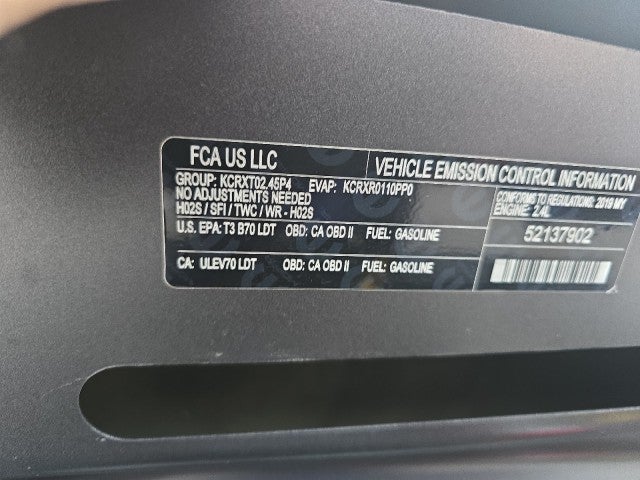 FCA US LLC
VEHICLE EMISSION CONTROL INFORMATION
GROUP: KCRXT02.45P4 EVAP: KCRXR0110PP0
NO ADJUSTMENTS NEEDED
H02S / SFI / TWC / WR - H02S
CONFORMS TO REGULATIONS: 2019 MY
ENGINE: 2.4L
U.S. EPA: T3 B70 LDT OBD: CA OBD II FUEL: GASOLINE
52137902
CA: ULEV70 LDT OBD: CA OBD II FUEL: GASOLINE